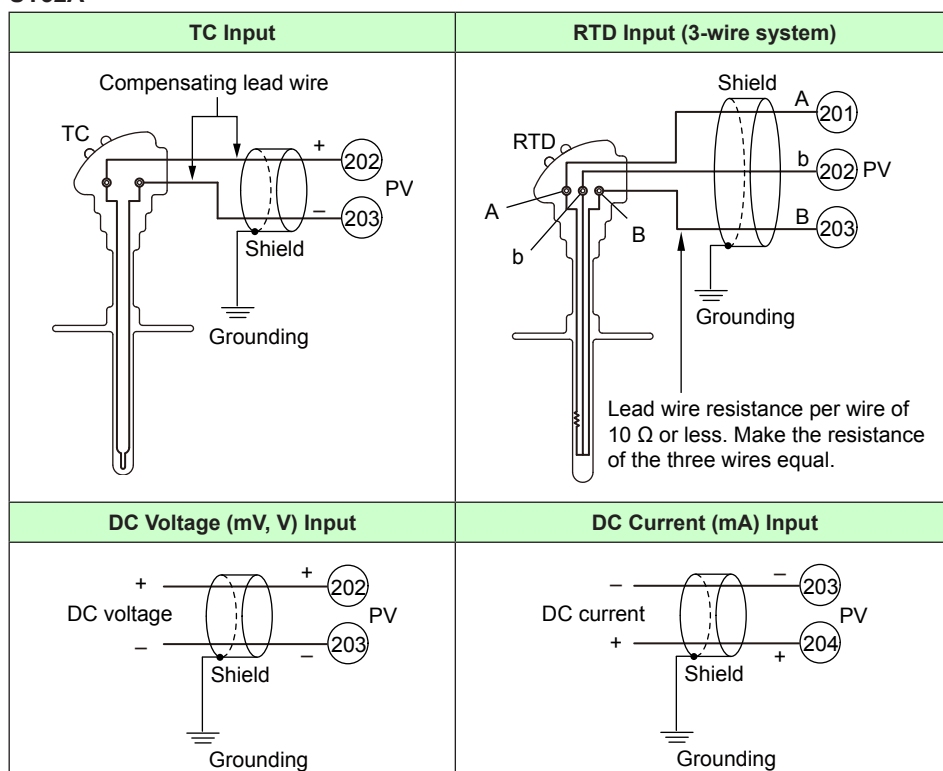 TC Input
RTD Input (3-wire system)
Compensating lead wire
TC
+
202
PV
–
203
Shield
Grounding
Shield
A
201
RTD
b
202
PV
A
B
B
203
b
Grounding
Lead wire resistance per wire of
10 Ω or less. Make the resistance
of the three wires equal.
DC Voltage (mV, V) Input
DC Current (mA) Input
+
+
202
DC voltage
PV
–
–
203
Shield
Grounding
–
–
203
DC current
PV
+
+
204
Shield
Grounding